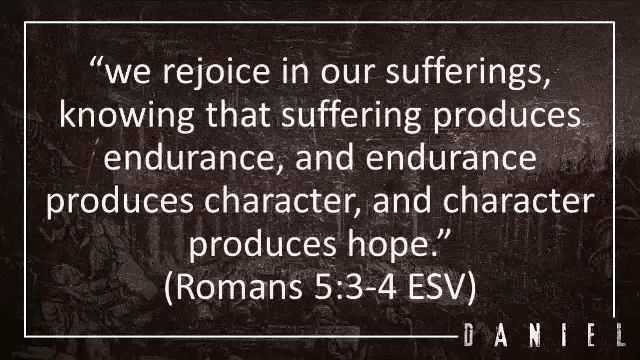 “we rejoice in our sufferings,
knowing that suffering produces
endurance, and endurance
produces character, and character
produces hope.”
(Romans 5:3-4 ESV)
DANIEL